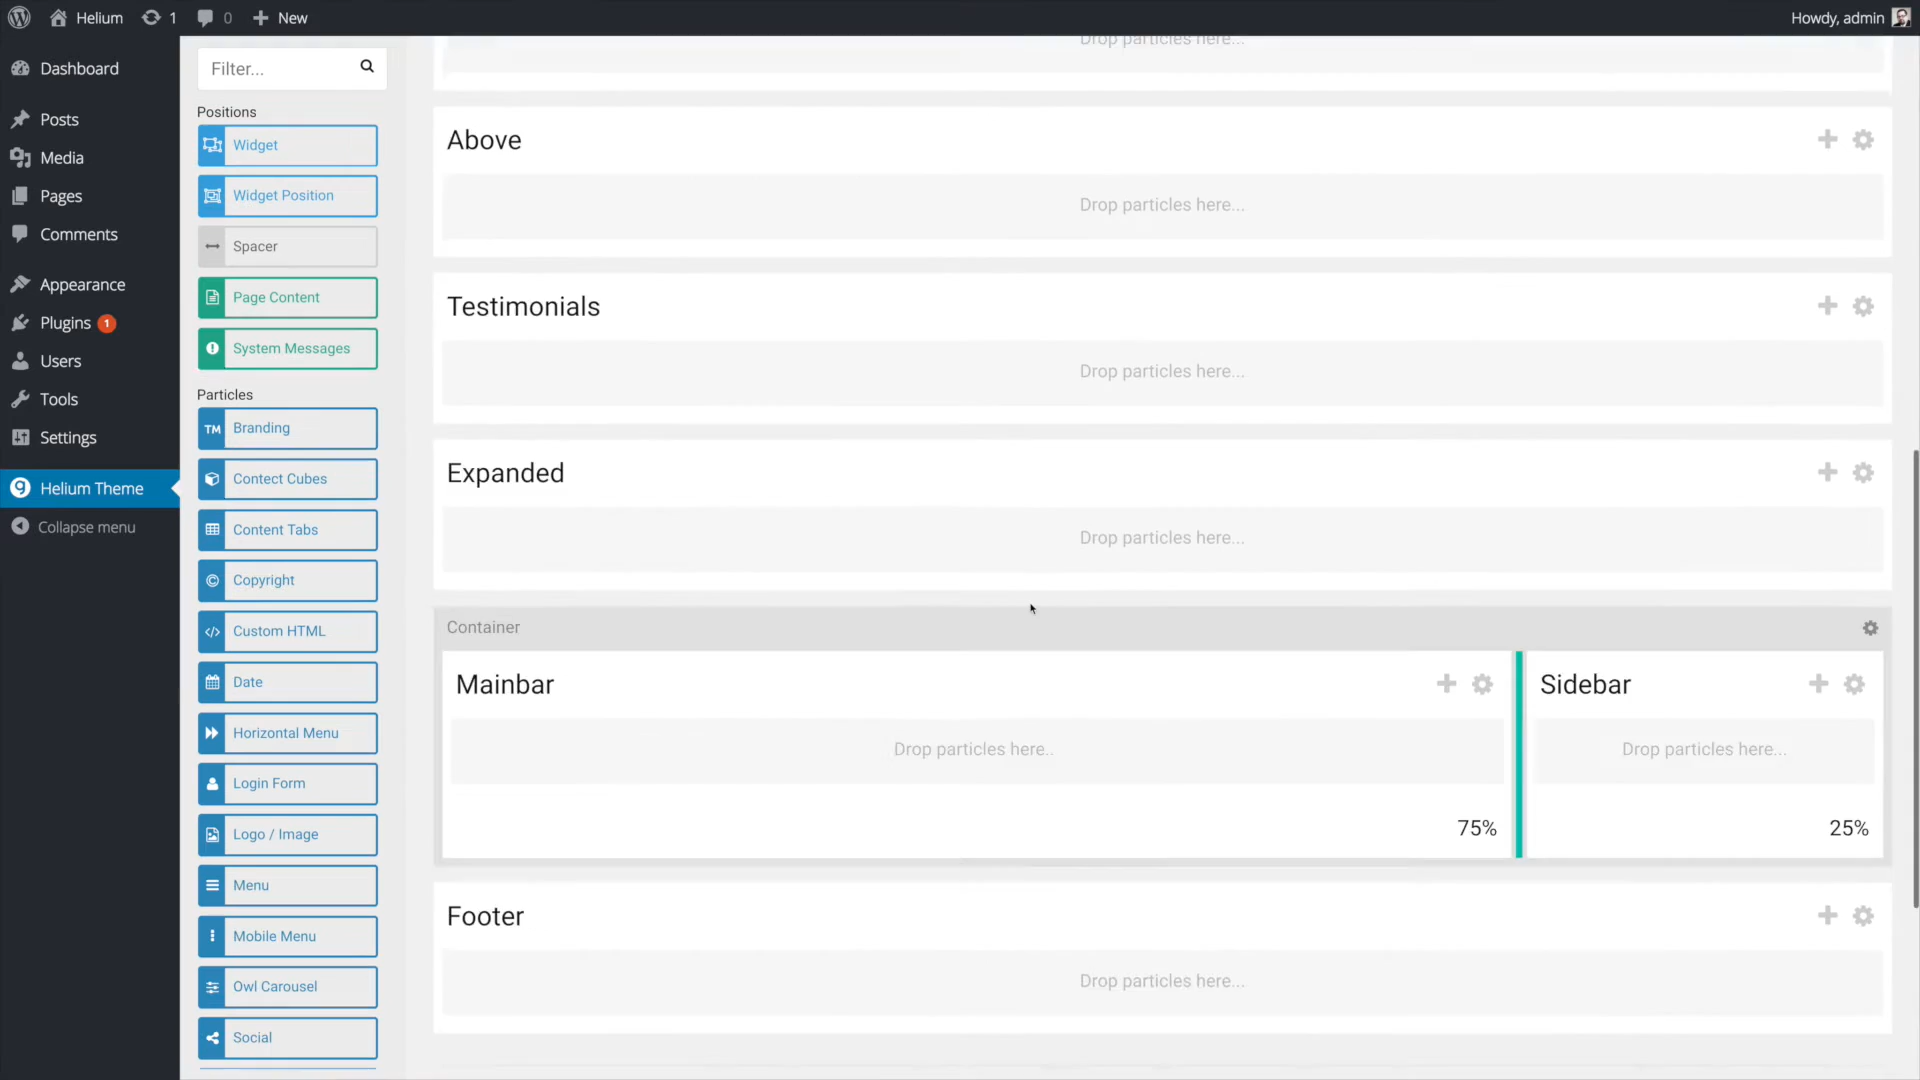 Helium 1 0 New Howdy, admin
Dashboard
Posts
Media
Pages
Comments
Appearance
Plugins 1
Users
Tools
Settings
Helium Theme
Collapse menu
Filter...
Positions
Widget
Widget Position
Spacer
Page Content
System Messages
Particles
TM Branding
Contect Cubes
Content Tabs
Copyright
Custom HTML
Date
Horizontal Menu
Login Form
Logo / Image
Menu
Mobile Menu
Owl Carousel
Social
Drop particles here...
Above
Drop particles here...
Testimonials
Drop particles here...
Expanded
Drop particles here...
Container
Mainbar
Drop particles here..
75%
Sidebar
Drop particles here...
25%
Footer
Drop particles here...